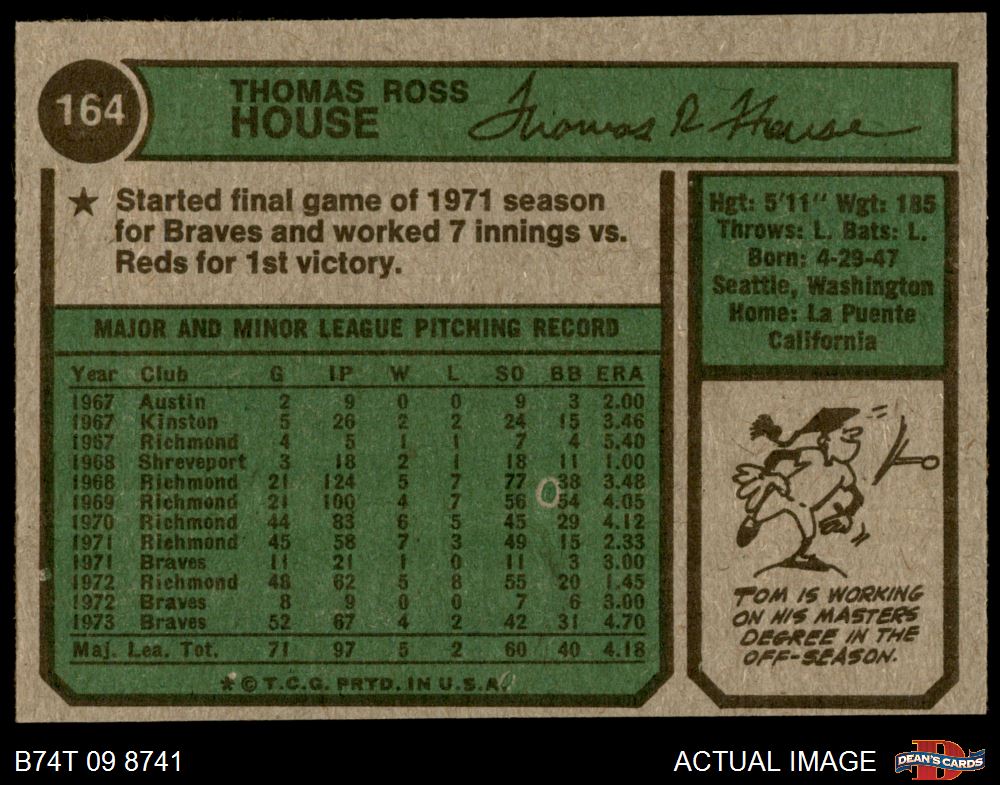 164
THOMAS ROSS
HOUSE
Thomas R House
★ Started final game of 1971 season
for Braves and worked 7 innings vs.
Reds for 1st victory.
Hgt: 5'11" Wgt: 185
Throws: L. Bats: L.
Born: 4-29-47
Seattle, Washington
Home: La Puente
California
MAJOR AND MINOR LEAGUE PITCHING RECORD
Year Club G IP W L SO BB ERA
1967 Austin 2 9 0 0 9 3 2.00
1967 Kinston 5 26 2 2 24 15 3.46
1967 Richmond 4 5 1 1 7 4 5.40
1968 Shreveport 3 18 2 1 18 11 1.00
1968 Richmond 21 124 5 7 77 38 3.48
1969 Richmond 21 100 4 7 56 54 4.05
1970 Richmond 44 83 6 5 45 29 4.12
1971 Richmond 45 58 7 3 49 15 2.33
1971 Braves 11 21 1 0 11 3 3.00
1972 Richmond 48 62 5 8 55 20 1.45
1972 Braves 8 9 0 0 7 6 3.00
1973 Braves 52 67 4 2 42 31 4.70
Maj. Lea. Tot. 71 97 5 2 60 40 4.18
★ © T.C.G. PRTD. IN U.S.A.
TOM IS WORKING
ON HIS MASTERS
DEGREE IN THE
OFF-SEASON.
B74T 09 8741
ACTUAL IMAGE
DEAN'S CARDS